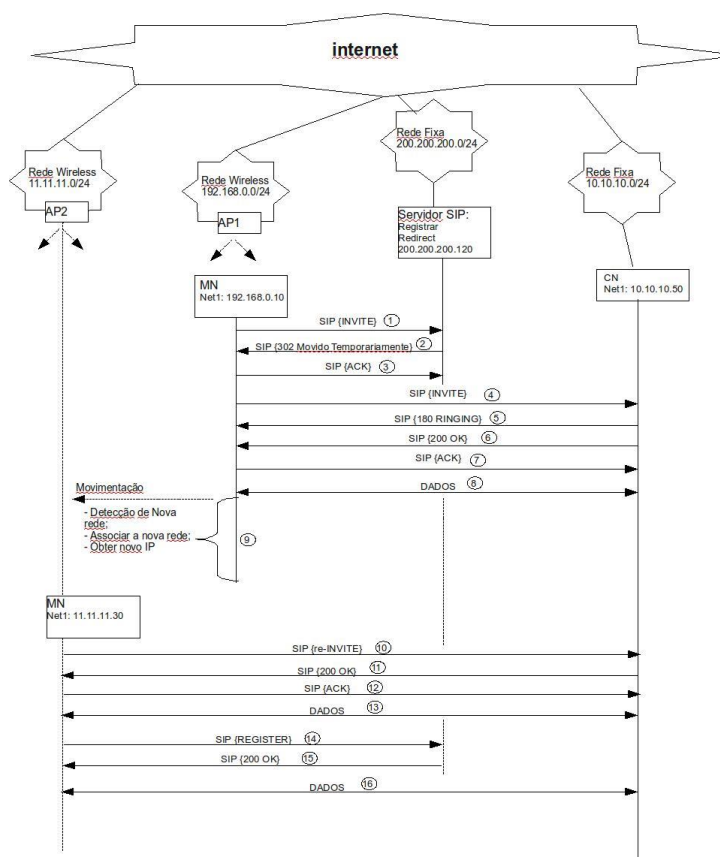 internet
Rede Fixa
200.200.200.0/24
Rede Wireless
11.11.11.0/24
Rede Wireless
192.168.0.0/24
Rede Fixa
10.10.10.0/24
AP2
AP1
Servidor SIP:
Registrar
Redirect
200.200.200.120
MN
Net1: 192.168.0.10
CN
Net1: 10.10.10.50
SIP {INVITE} 1
SIP {302 Movido Temporariamente} 2
SIP {ACK} 3
SIP {INVITE} 4
SIP {180 RINGING} 5
SIP {200 OK} 6
SIP {ACK} 7
DADOS 8
Movimentação
- Detecção de Nova
rede;
- Associar a nova rede;
- Obter novo IP
9
MN
Net1: 11.11.11.30
SIP {re-INVITE} 10
SIP {200 OK} 11
SIP {ACK} 12
DADOS 13
SIP {REGISTER} 14
SIP {200 OK} 15
DADOS 16